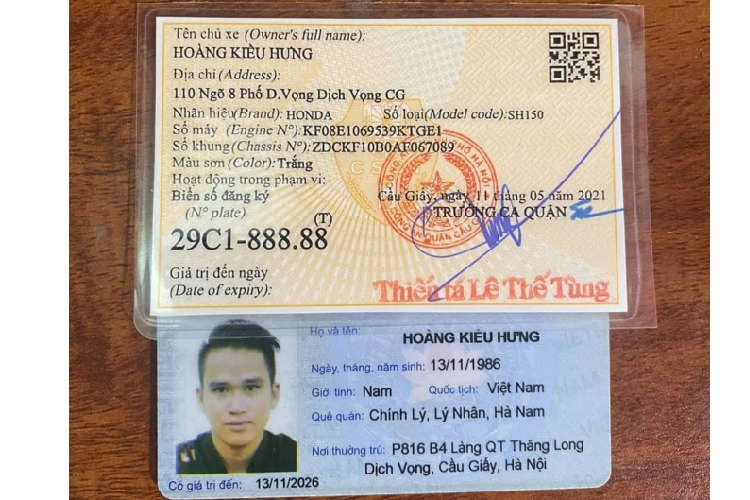 Tên chủ xe (Owner's full name):
HOÀNG KIỀU HƯNG
Địa chỉ (Address):
110 Ngõ 8 Phố D.Vọng Dịch Vọng CG
Nhãn hiệu(Brand): HONDA Số loại(Model code):SH150
Số máy (Engine Nº):KF08E1069539KTGE1
Số khung(Chassis Nº):ZDCKF10B0AF067089
Màu sơn (Color):Trắng
Hoạt động trong phạm vi:
Biển số đăng ký Cầu Giấy, ngày 11 tháng 05 năm 2021
(Nº plate) TRƯỞNG CA QUẬN
(T)
29C1-888.88
Giá trị đến ngày
(Date of expiry):
Thiếu tá Lê Thế Tùng
Họ và tên: HOÀNG KIỀU HƯNG
Ngày, tháng, năm sinh: 13/11/1986
Giới tính: Nam Quốc tịch: Việt Nam
Quê quán: Chính Lý, Lý Nhân, Hà Nam
Nơi thường trú: P816 B4 Làng QT Thăng Long
Dịch Vọng, Cầu Giấy, Hà Nội
Có giá trị đến: 13/11/2026